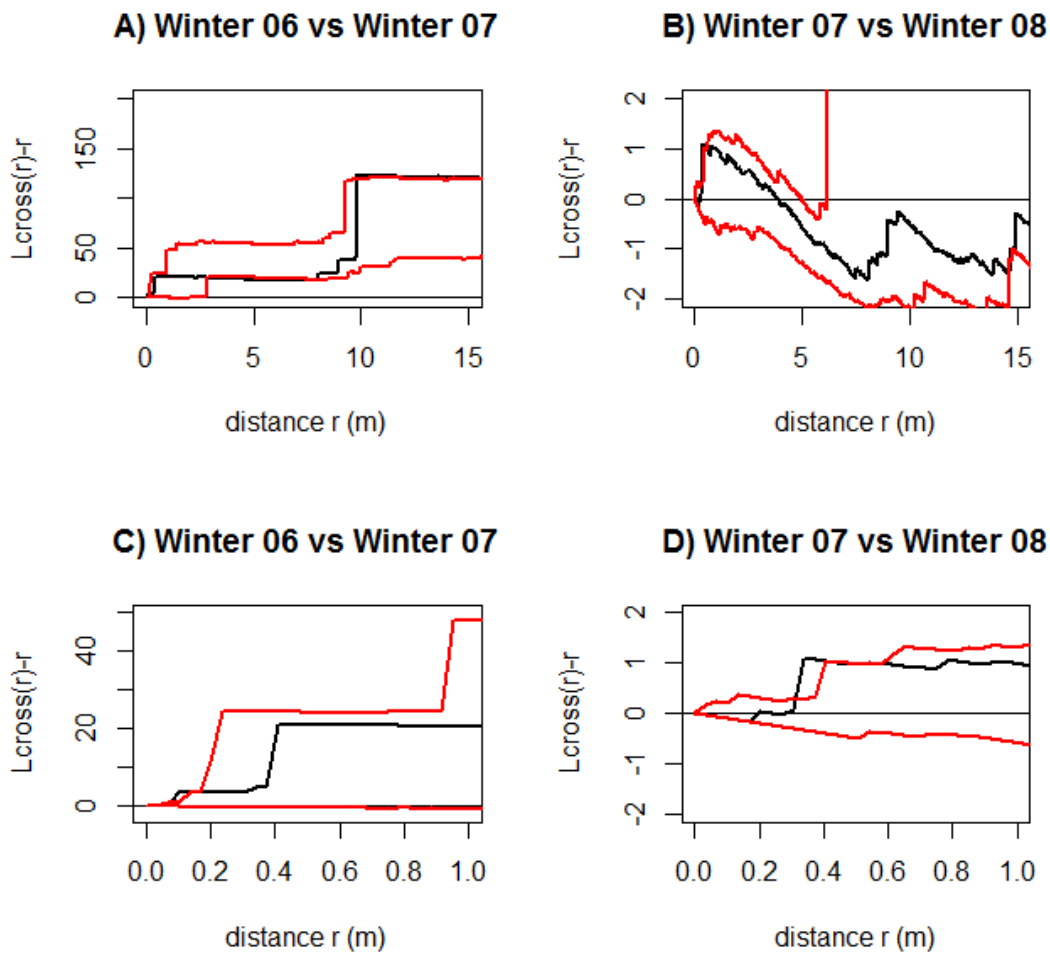 A) Winter 06 vs Winter 07
Lcross(r)-r
0 50 150
0 5 10 15
distance r (m)
B) Winter 07 vs Winter 08
Lcross(r)-r
-2 -1 0 1 2
0 5 10 15
distance r (m)
C) Winter 06 vs Winter 07
Lcross(r)-r
0 20 40
0.0 0.2 0.4 0.6 0.8 1.0
distance r (m)
D) Winter 07 vs Winter 08
Lcross(r)-r
-2 -1 0 1 2
0.0 0.2 0.4 0.6 0.8 1.0
distance r (m)